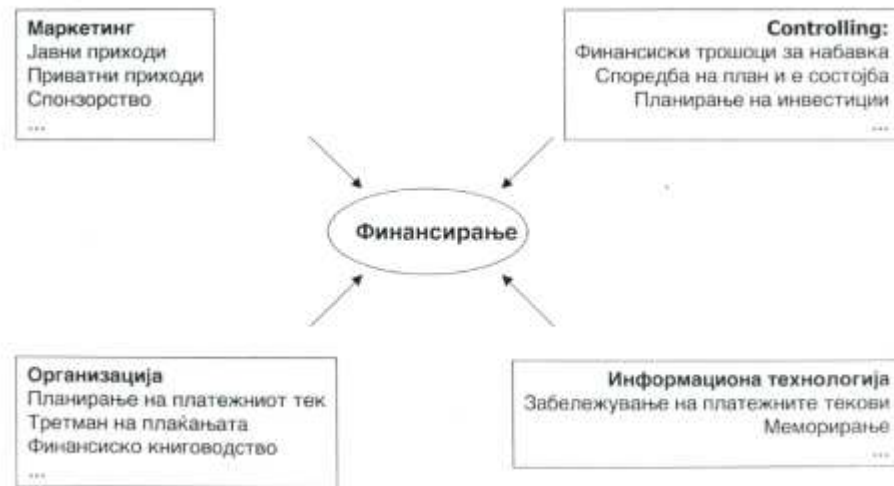 Маркетинг
Јавни приходи
Приватни приходи
Спонзорство
...
Controlling:
Финансиски трошоци за набавка
Споредба на план и е состојба
Планирање на инвестиции
...
Финансирање
Организација
Планирање на платежниот тек
Третман на плаќањата
Финансиско книговодство
...
Информациона технологија
Забележување на платежните текови
Меморирање
...